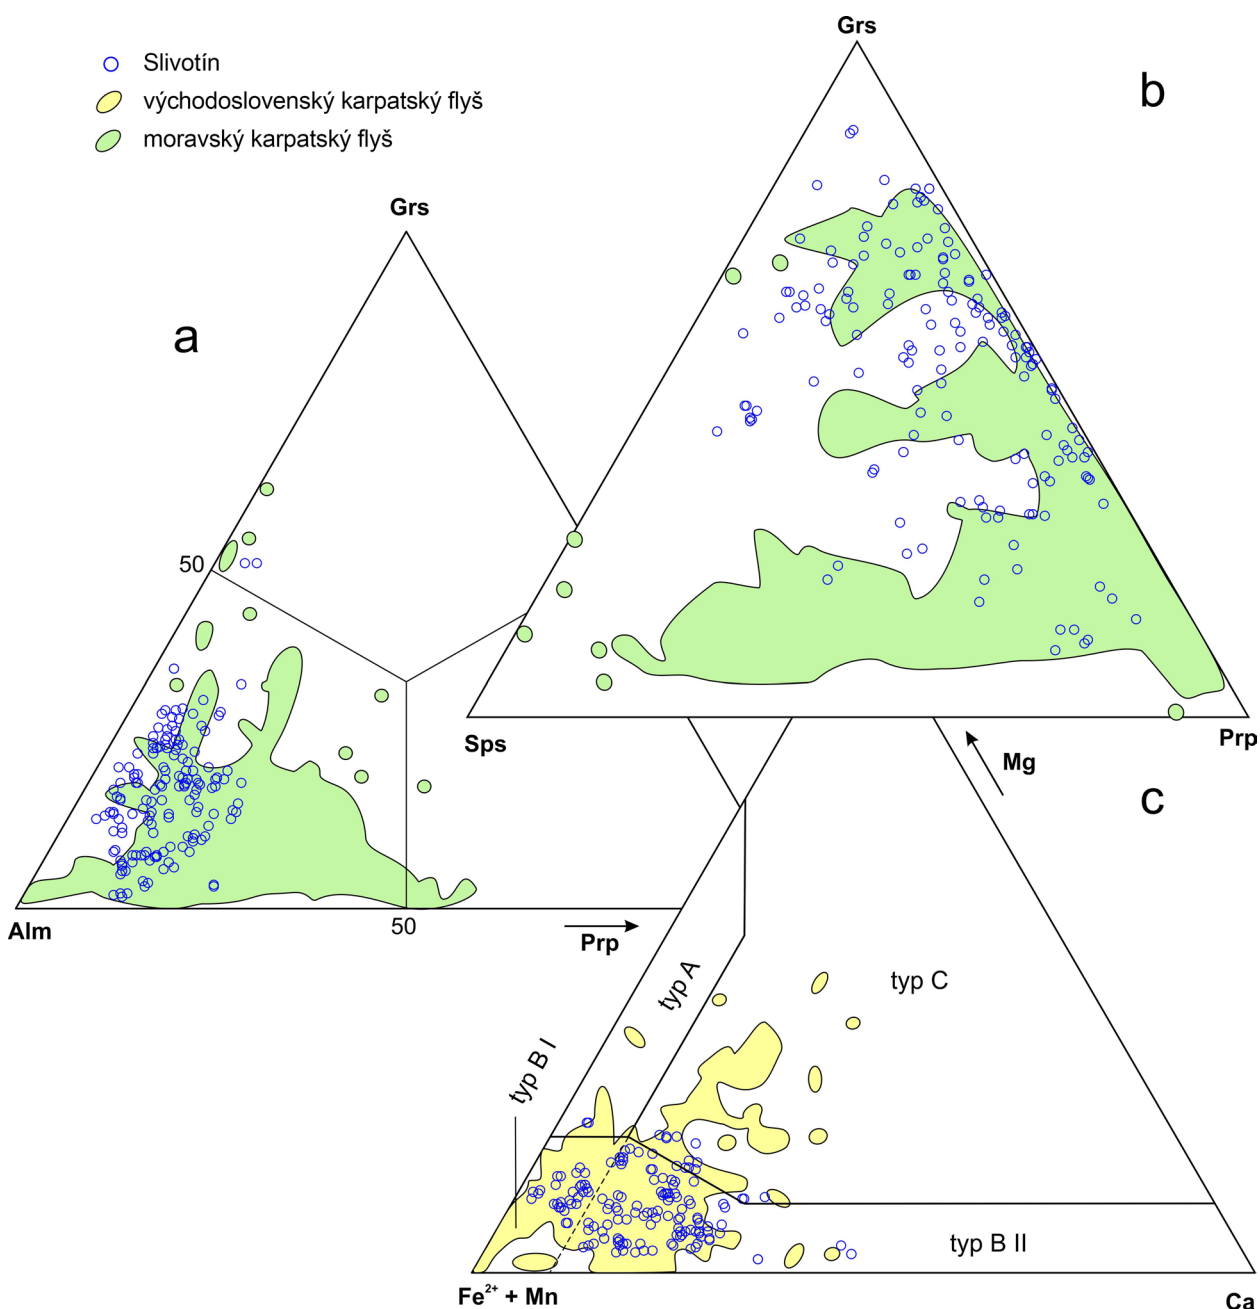 Grs
b
Slivotín
východoslovenský karpatský flyš
moravský karpatský flyš
Grs
a
50
Sps
Prp
Mg
c
Alm
50
Prp
typ A
typ C
typ B I
typ B II
Fe²⁺ + Mn
Ca